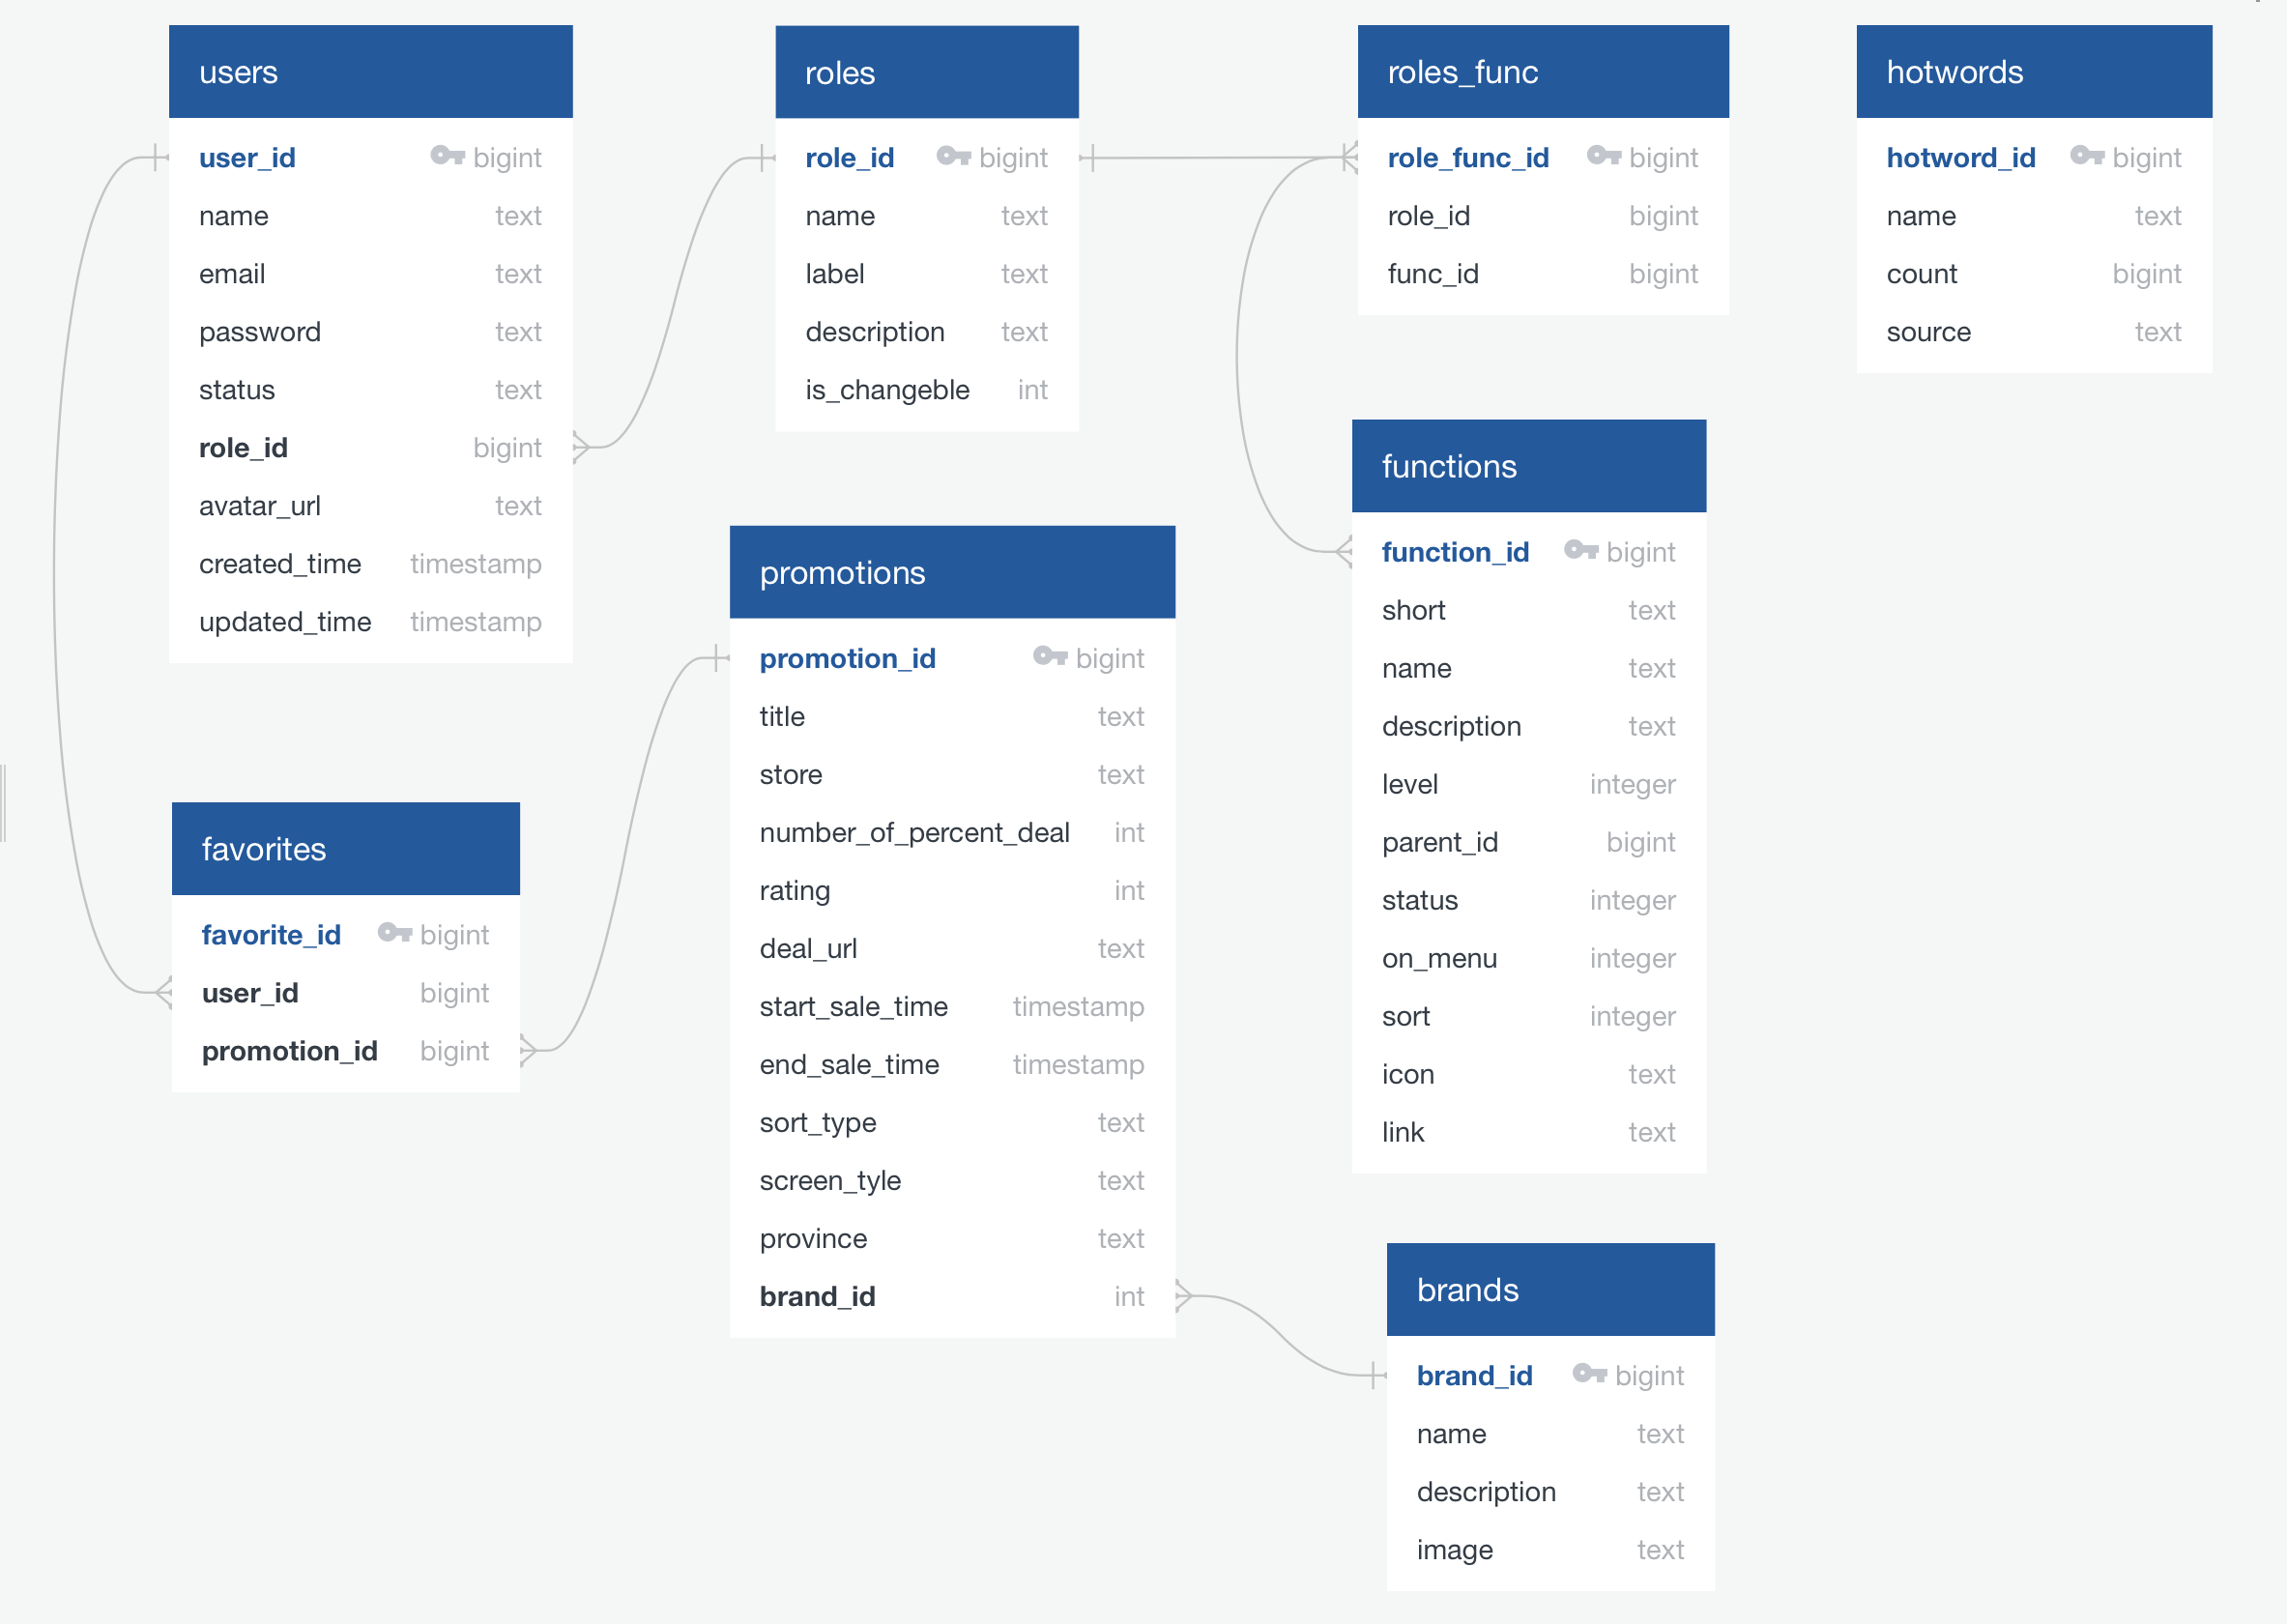 users
user_id bigint
name text
email text
password text
status text
role_id bigint
avatar_url text
created_time timestamp
updated_time timestamp
roles
role_id bigint
name text
label text
description text
is_changeble int
roles_func
role_func_id bigint
role_id bigint
func_id bigint
hotwords
hotword_id bigint
name text
count bigint
source text
functions
function_id bigint
short text
name text
description text
level integer
parent_id bigint
status integer
on_menu integer
sort integer
icon text
link text
promotions
promotion_id bigint
title text
store text
number_of_percent_deal int
rating int
deal_url text
start_sale_time timestamp
end_sale_time timestamp
sort_type text
screen_tyle text
province text
brand_id int
favorites
favorite_id bigint
user_id bigint
promotion_id bigint
brands
brand_id bigint
name text
description text
image text